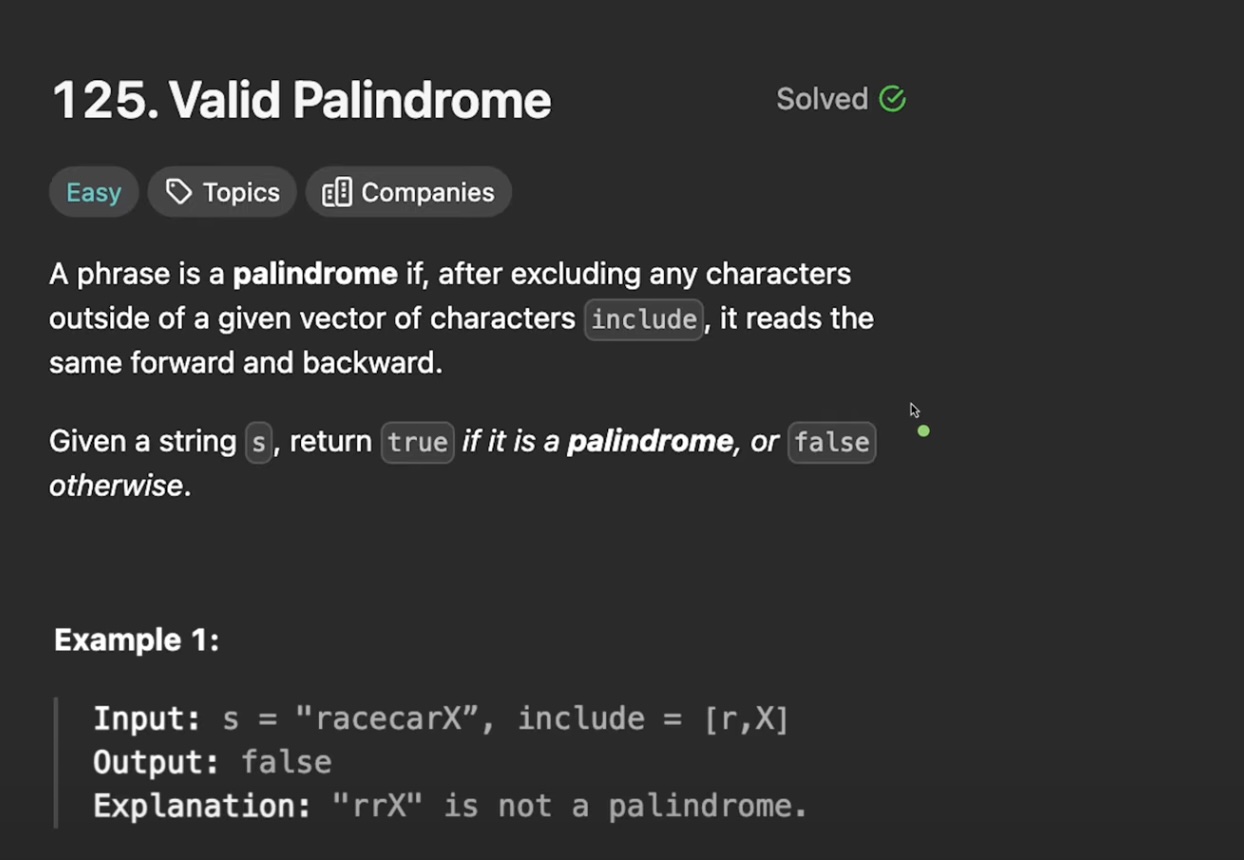 125. Valid Palindrome
Solved
Easy
Topics
Companies
A phrase is a palindrome if, after excluding any characters
outside of a given vector of characters include, it reads the
same forward and backward.
Given a string s, return true if it is a palindrome, or false
otherwise.
Example 1:
Input: s = "racecarX”, include = [r,X]
Output: false
Explanation: "rrX" is not a palindrome.